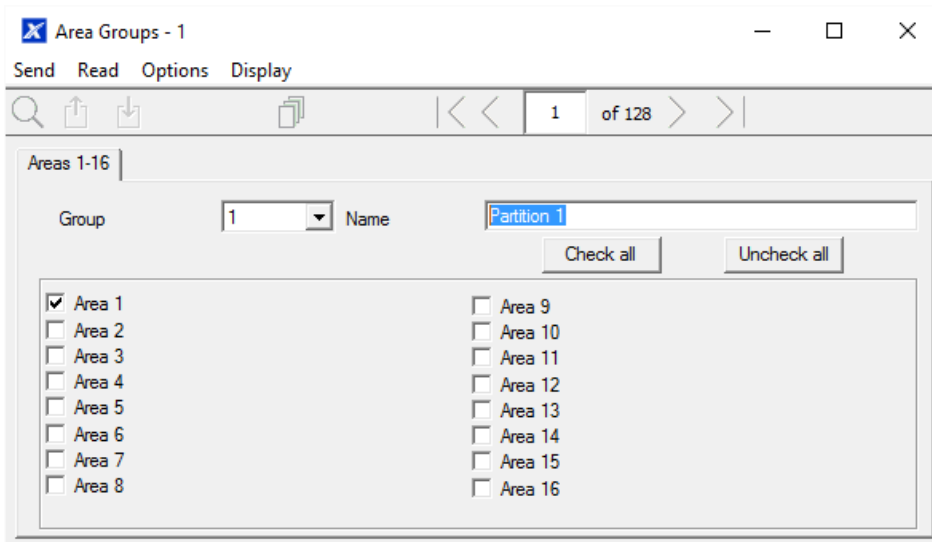 Area Groups - 1
Send Read Options Display
1 of 128
Areas 1-16
Group 1 Name Partition 1
Check all Uncheck all
Area 1
Area 2
Area 3
Area 4
Area 5
Area 6
Area 7
Area 8
Area 9
Area 10
Area 11
Area 12
Area 13
Area 14
Area 15
Area 16